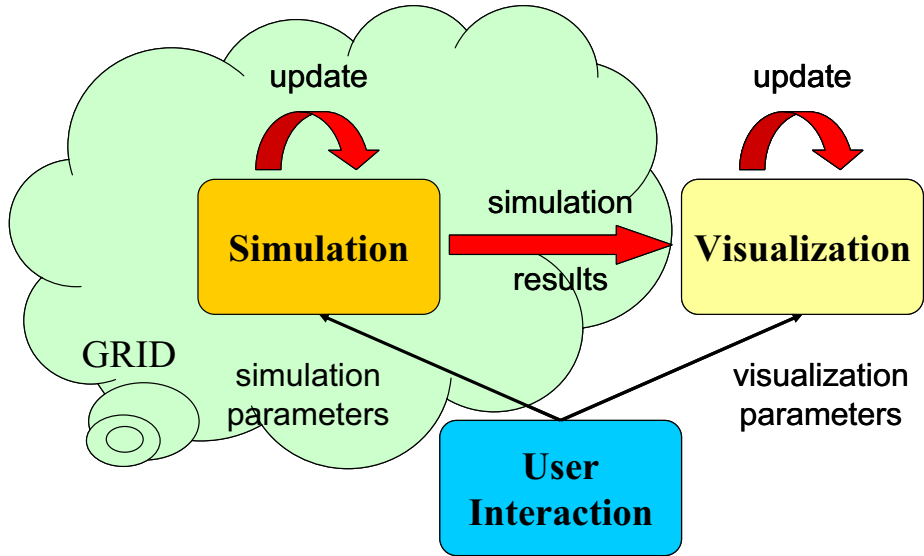 update
update
simulation
Simulation
Visualization
results
GRID
simulation
parameters
visualization
parameters
User
Interaction